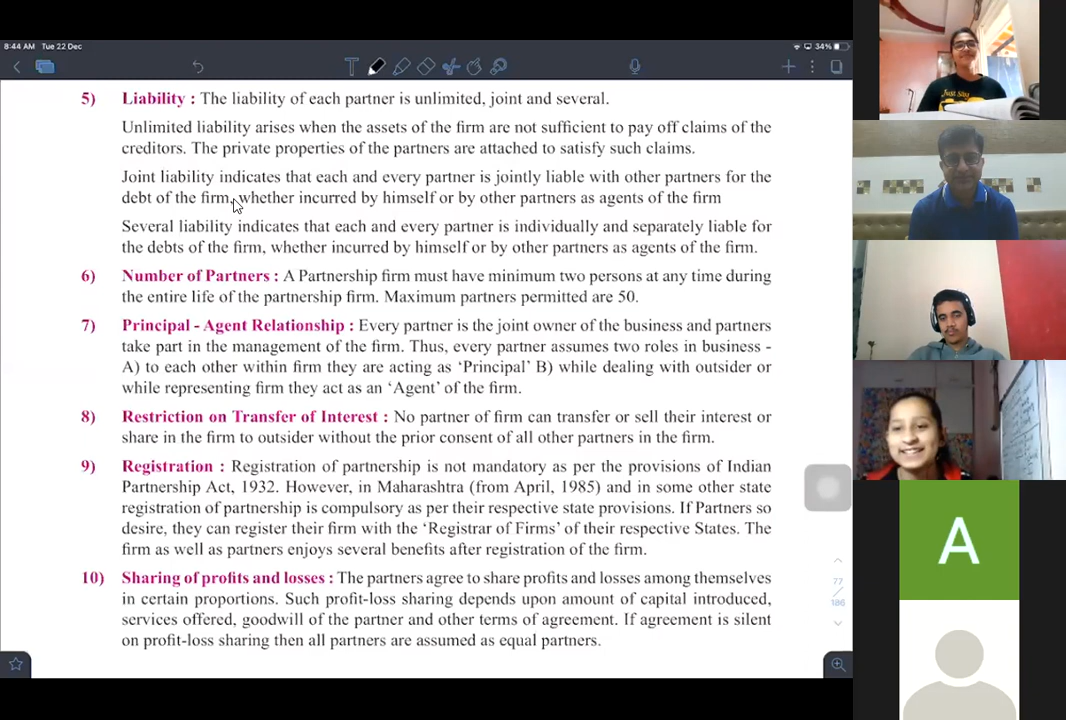 8:44 AM Tue 22 Dec
34%
T
5) Liability : The liability of each partner is unlimited, joint and several.
Unlimited liability arises when the assets of the firm are not sufficient to pay off claims of the
creditors. The private properties of the partners are attached to satisfy such claims.
Joint liability indicates that each and every partner is jointly liable with other partners for the
debt of the firm, whether incurred by himself or by other partners as agents of the firm
Several liability indicates that each and every partner is individually and separately liable for
the debts of the firm, whether incurred by himself or by other partners as agents of the firm.
6) Number of Partners : A Partnership firm must have minimum two persons at any time during
the entire life of the partnership firm. Maximum partners permitted are 50.
7) Principal - Agent Relationship : Every partner is the joint owner of the business and partners
take part in the management of the firm. Thus, every partner assumes two roles in business -
A) to each other within firm they are acting as ‘Principal’ B) while dealing with outsider or
while representing firm they act as an ‘Agent’ of the firm.
8) Restriction on Transfer of Interest : No partner of firm can transfer or sell their interest or
share in the firm to outsider without the prior consent of all other partners in the firm.
9) Registration : Registration of partnership is not mandatory as per the provisions of Indian
Partnership Act, 1932. However, in Maharashtra (from April, 1985) and in some other state
registration of partnership is compulsory as per their respective state provisions. If Partners so
desire, they can register their firm with the ‘Registrar of Firms’ of their respective States. The
firm as well as partners enjoys several benefits after registration of the firm.
10) Sharing of profits and losses : The partners agree to share profits and losses among themselves
in certain proportions. Such profit-loss sharing depends upon amount of capital introduced,
services offered, goodwill of the partner and other terms of agreement. If agreement is silent
on profit-loss sharing then all partners are assumed as equal partners.
77
/
186
Just Say
A